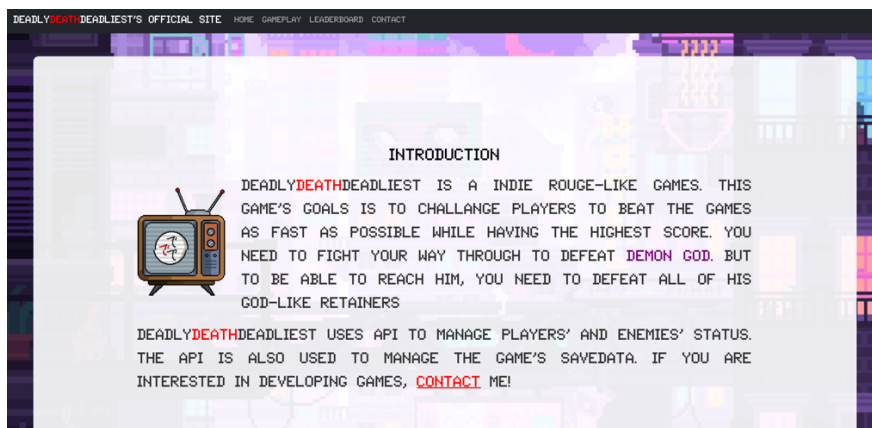 DEADLYDEATHDEADLIEST'S OFFICIAL SITE HOME GAMEPLAY LEADERBOARD CONTACT
INTRODUCTION
DEADLYDEATHDEADLIEST IS A INDIE ROUGE-LIKE GAMES. THIS
GAME'S GOALS IS TO CHALLANGE PLAYERS TO BEAT THE GAMES
AS FAST AS POSSIBLE WHILE HAVING THE HIGHEST SCORE. YOU
NEED TO FIGHT YOUR WAY THROUGH TO DEFEAT DEMON GOD. BUT
TO BE ABLE TO REACH HIM, YOU NEED TO DEFEAT ALL OF HIS
GOD-LIKE RETAINERS
DEADLYDEATHDEADLIEST USES API TO MANAGE PLAYERS' AND ENEMIES' STATUS.
THE API IS ALSO USED TO MANAGE THE GAME'S SAVEDATA. IF YOU ARE
INTERESTED IN DEVELOPING GAMES, CONTACT ME!